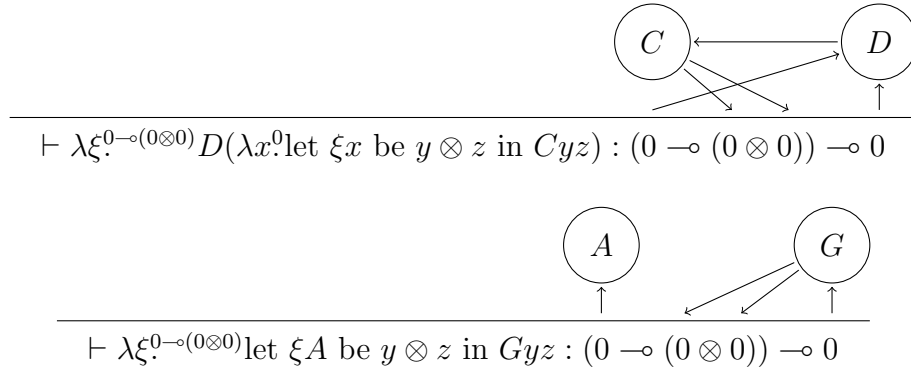 C D
⊢ λξ.^{0⊸(0⊗0)} D(λx.^{0} let ξx be y ⊗ z in Cyz) : (0 ⊸ (0 ⊗ 0)) ⊸ 0
A G
⊢ λξ.^{0⊸(0⊗0)} let ξA be y ⊗ z in Gyz : (0 ⊸ (0 ⊗ 0)) ⊸ 0